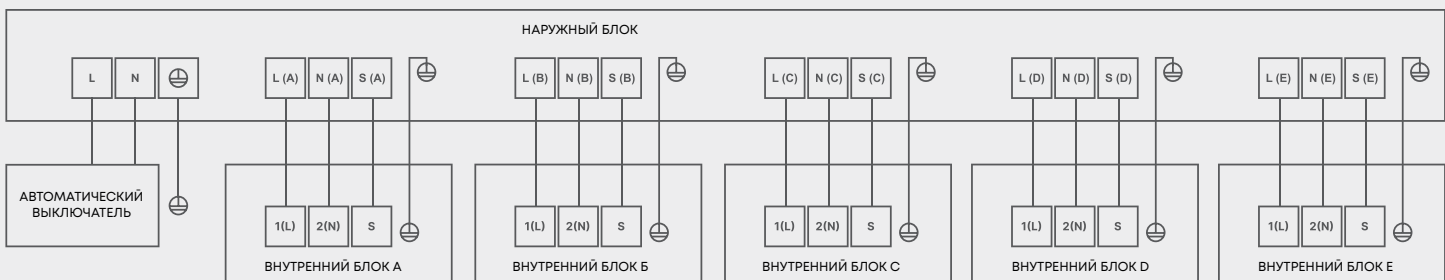 НАРУЖНЫЙ БЛОК
L N L (A) N (A) S (A) L (B) N (B) S (B) L (C) N (C) S (C) L (D) N (D) S (D) L (E) N (E) S (E)
АВТОМАТИЧЕСКИЙ
ВЫКЛЮЧАТЕЛЬ
1(L) 2(N) S 1(L) 2(N) S 1(L) 2(N) S 1(L) 2(N) S 1(L) 2(N) S
ВНУТРЕННИЙ БЛОК А ВНУТРЕННИЙ БЛОК Б ВНУТРЕННИЙ БЛОК С ВНУТРЕННИЙ БЛОК D ВНУТРЕННИЙ БЛОК Е